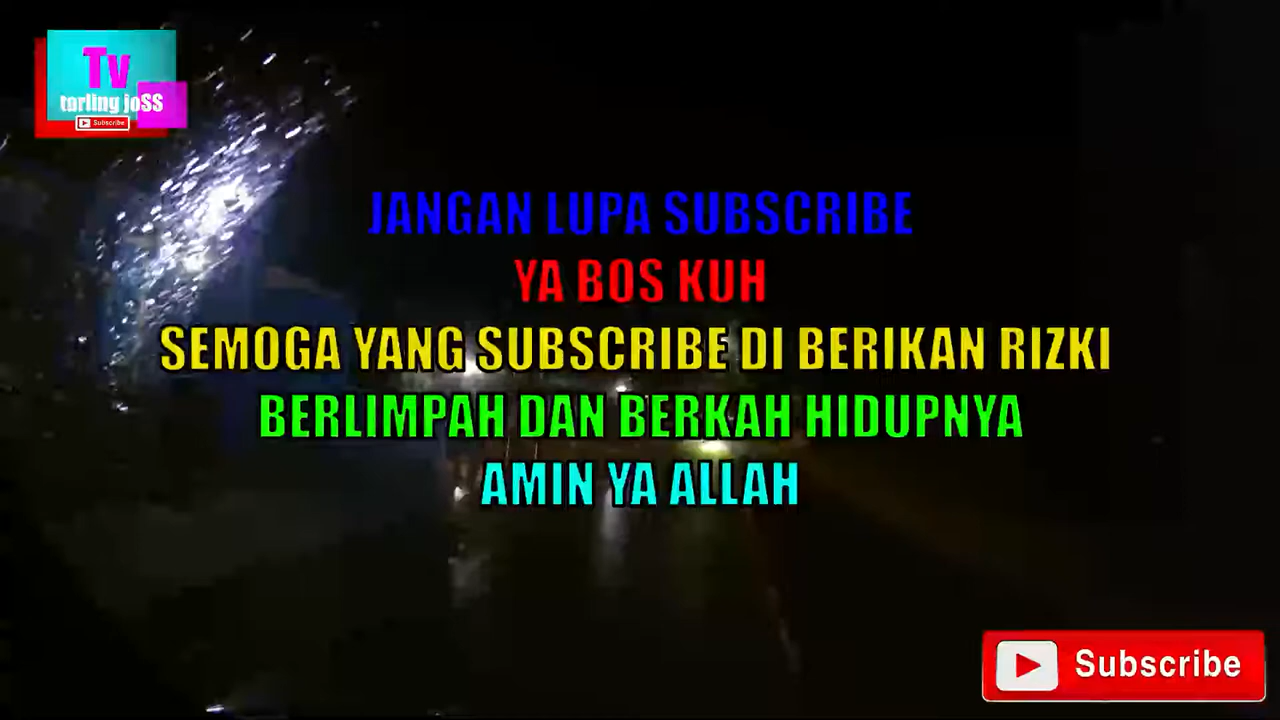 Tv
tarling joSS
Subscribe
JANGAN LUPA SUBSCRIBE
YA BOS KUH
SEMOGA YANG SUBSCRIBE DI BERIKAN RIZKI
BERLIMPAH DAN BERKAH HIDUPNYA
AMIN YA ALLAH
Subscribe